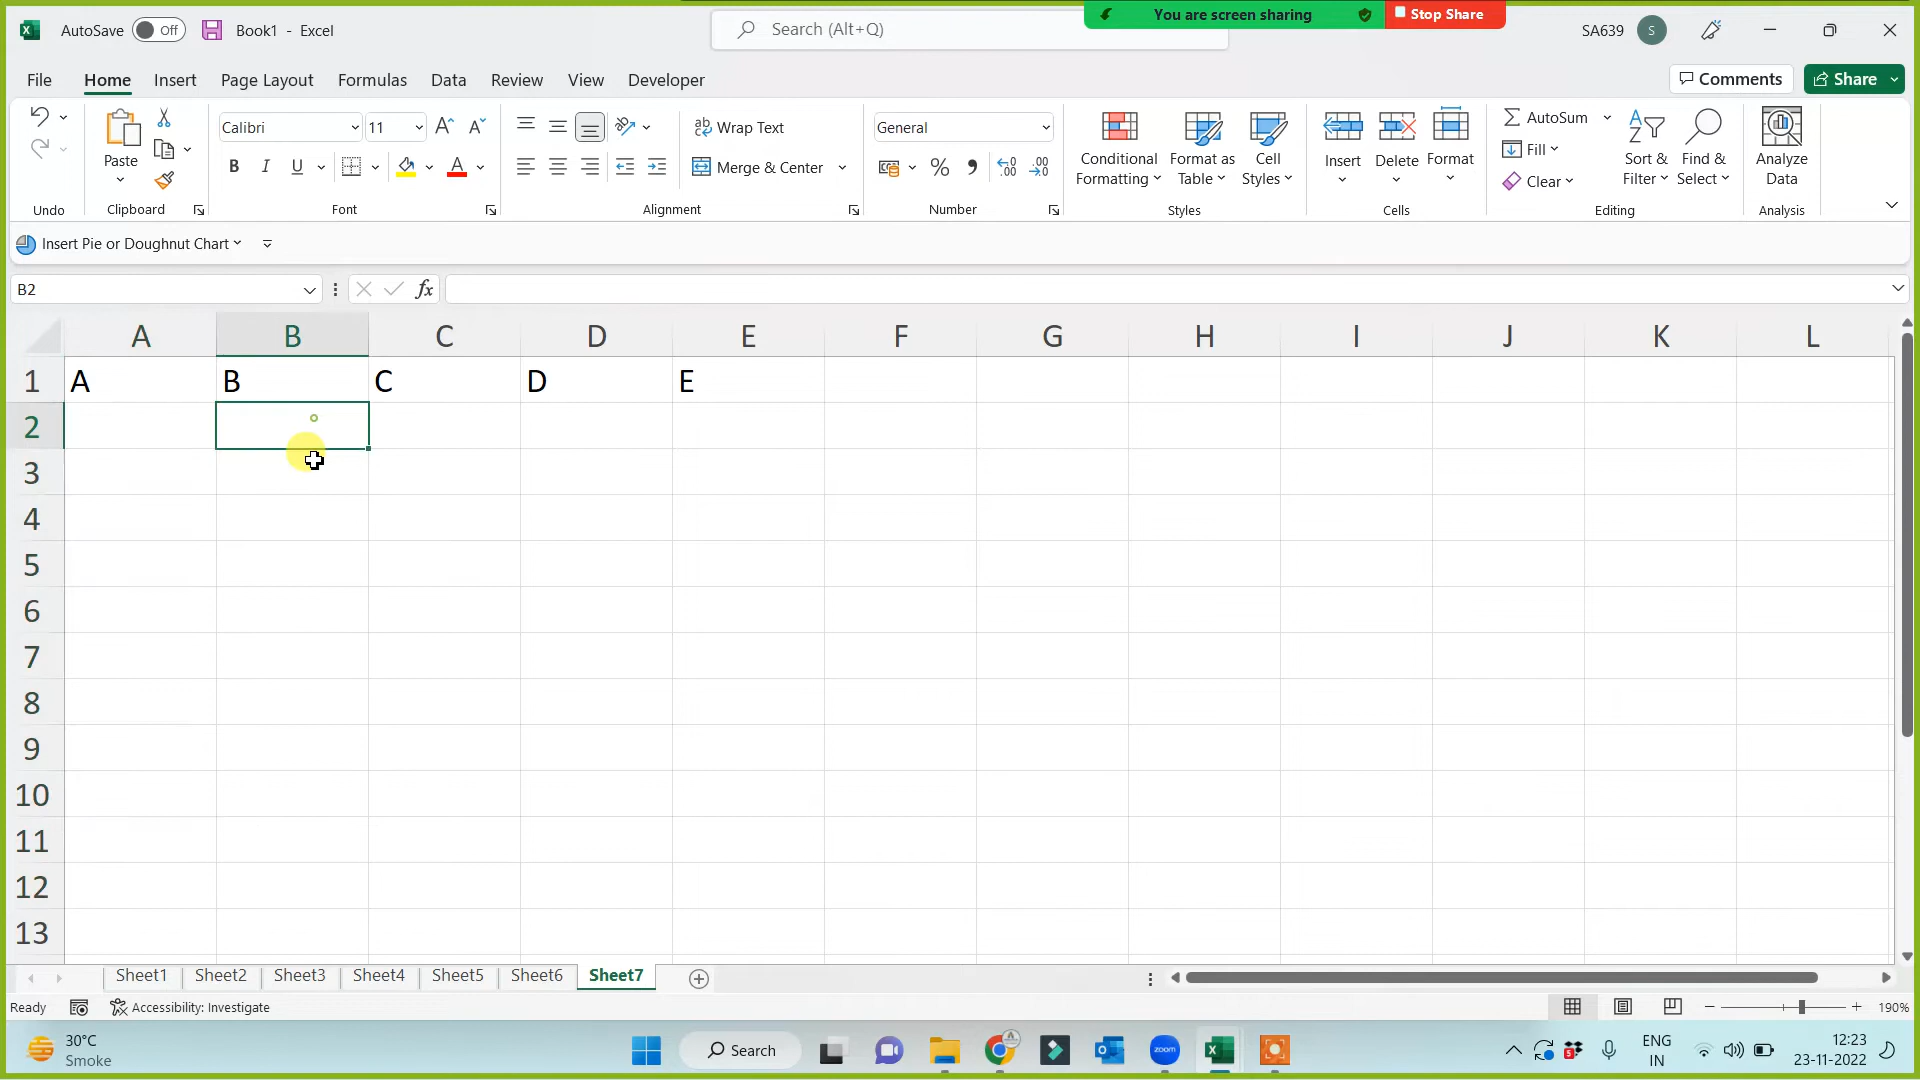 AutoSave Off Book1 - Excel Search (Alt+Q) You are screen sharing Stop Share SA639 S
File Home Insert Page Layout Formulas Data Review View Developer Comments Share
Calibri 11 Wrap Text General AutoSum
Paste Conditional Formatting Format as Table Cell Styles Insert Delete Format Fill Sort & Filter Find & Select Analyze Data
B I U A Merge & Center % Clear
Undo Clipboard Font Alignment Number Styles Cells Editing Analysis
Insert Pie or Doughnut Chart
B2 fx
A B C D E F G H I J K L
1 A B C D E
2
3
4
5
6
7
8
9
10
11
12
13
Sheet1 Sheet2 Sheet3 Sheet4 Sheet5 Sheet6 Sheet7
Ready Accessibility: Investigate 190%
30°C Search zoom ENG 12:23
Smoke IN 23-11-2022